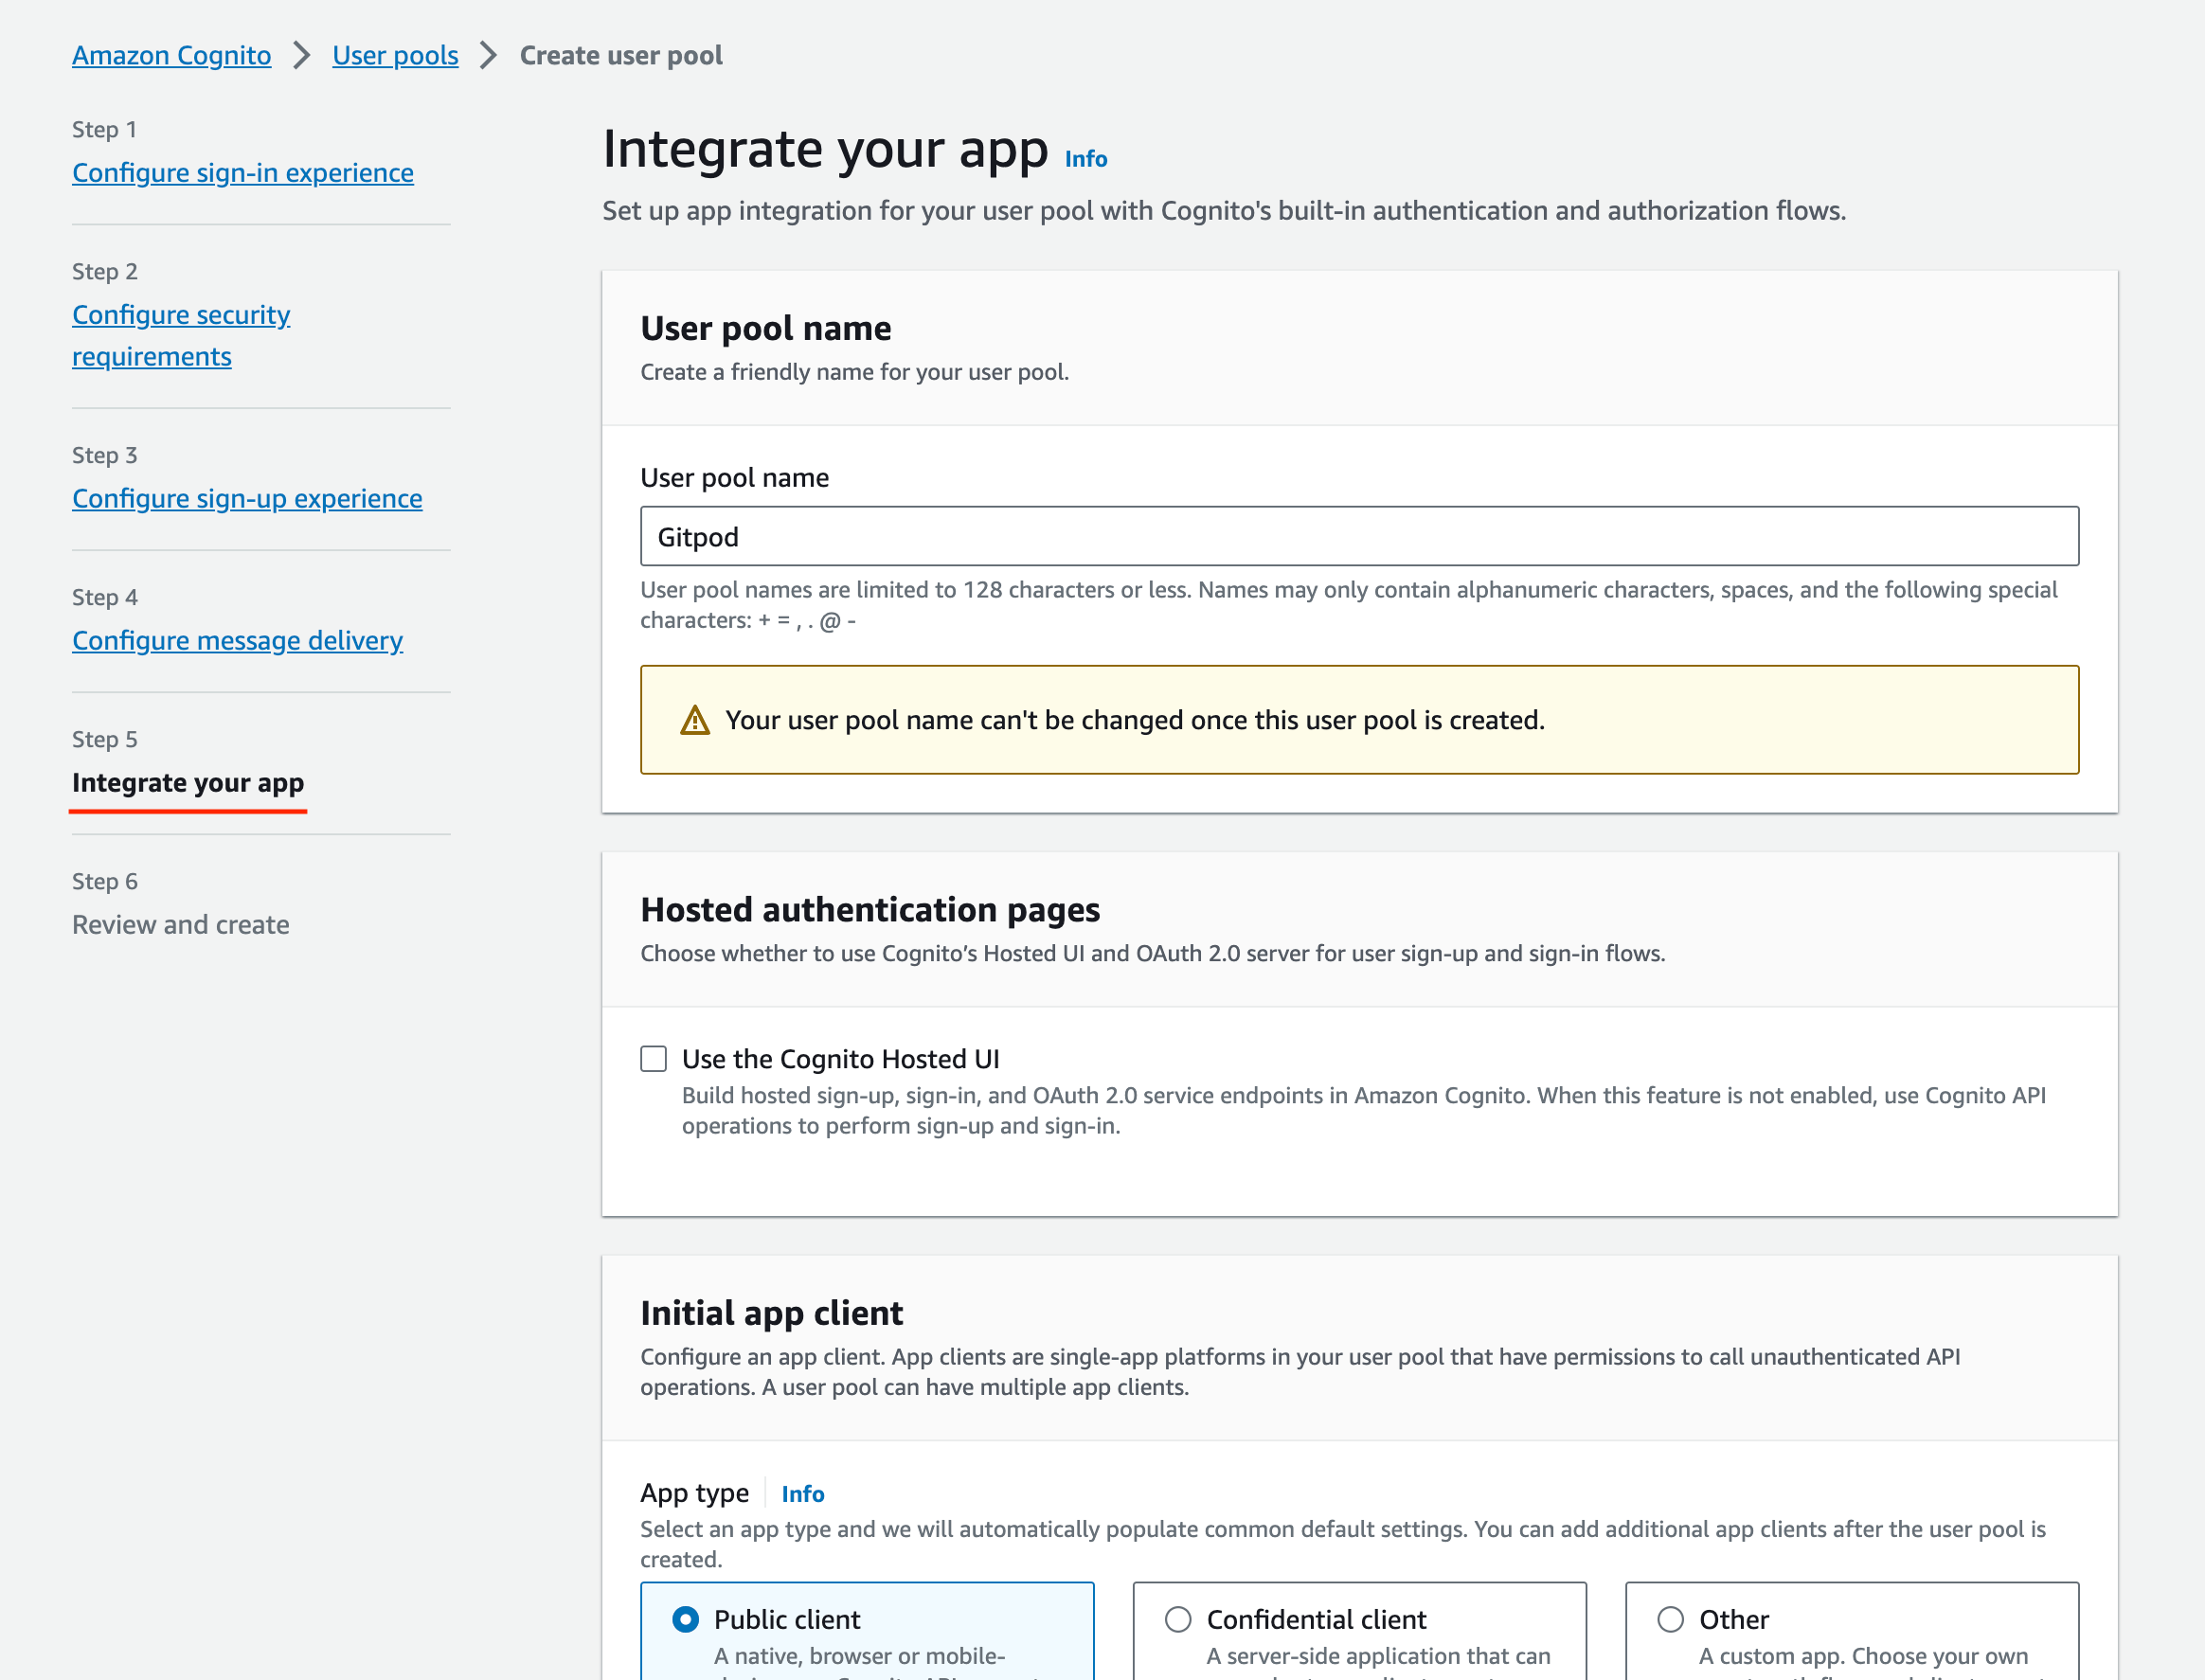 Amazon Cognito > User pools > Create user pool
Step 1
Configure sign-in experience
Step 2
Configure security
requirements
Step 3
Configure sign-up experience
Step 4
Configure message delivery
Step 5
Integrate your app
Step 6
Review and create
Integrate your app Info
Set up app integration for your user pool with Cognito's built-in authentication and authorization flows.
User pool name
Create a friendly name for your user pool.
User pool name
Gitpod
User pool names are limited to 128 characters or less. Names may only contain alphanumeric characters, spaces, and the following special
characters: + = , . @ -
Your user pool name can't be changed once this user pool is created.
Hosted authentication pages
Choose whether to use Cognito’s Hosted UI and OAuth 2.0 server for user sign-up and sign-in flows.
Use the Cognito Hosted UI
Build hosted sign-up, sign-in, and OAuth 2.0 service endpoints in Amazon Cognito. When this feature is not enabled, use Cognito API
operations to perform sign-up and sign-in.
Initial app client
Configure an app client. App clients are single-app platforms in your user pool that have permissions to call unauthenticated API
operations. A user pool can have multiple app clients.
App type Info
Select an app type and we will automatically populate common default settings. You can add additional app clients after the user pool is
created.
Public client
A native, browser or mobile-
Confidential client
A server-side application that can
Other
A custom app. Choose your own